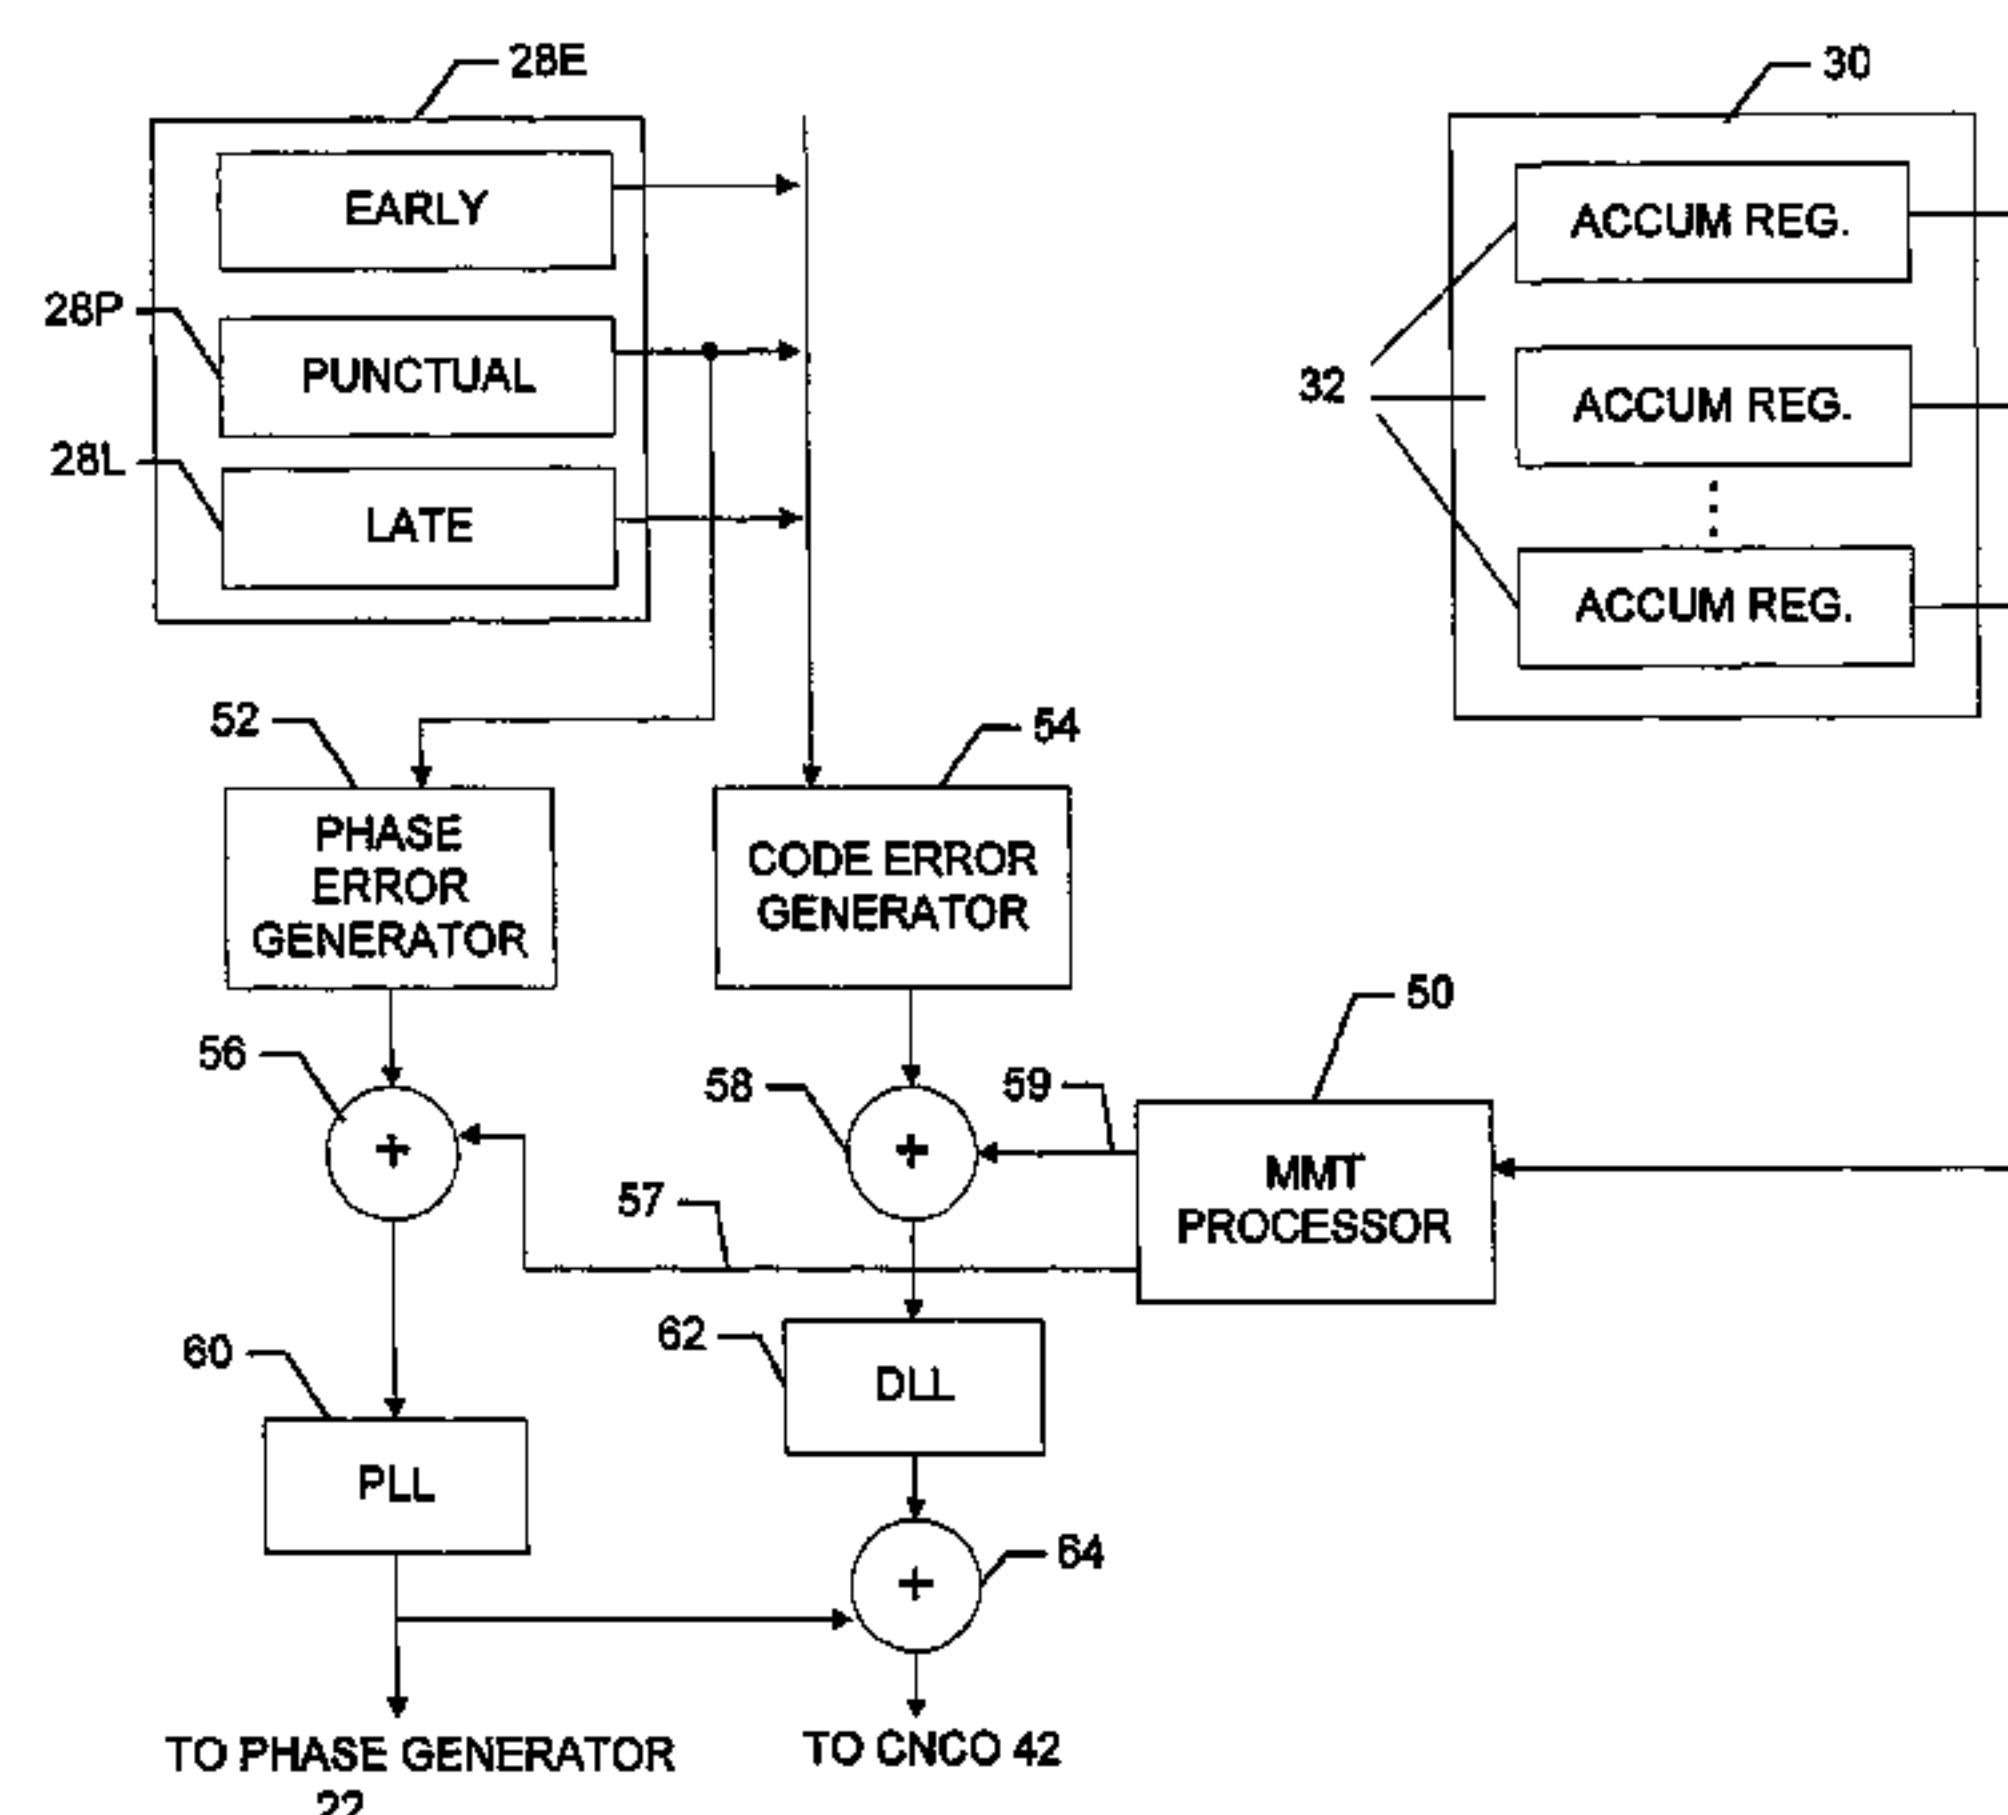 28E
30
EARLY
ACCUM REG.
28P
PUNCTUAL
32
ACCUM REG.
28L
LATE
ACCUM REG.
52
54
PHASE
ERROR
GENERATOR
CODE ERROR
GENERATOR
50
56
58
59
+
+
MMT
PROCESSOR
57
60
62
DLL
PLL
64
+
TO PHASE GENERATOR
22
TO CNCO 42